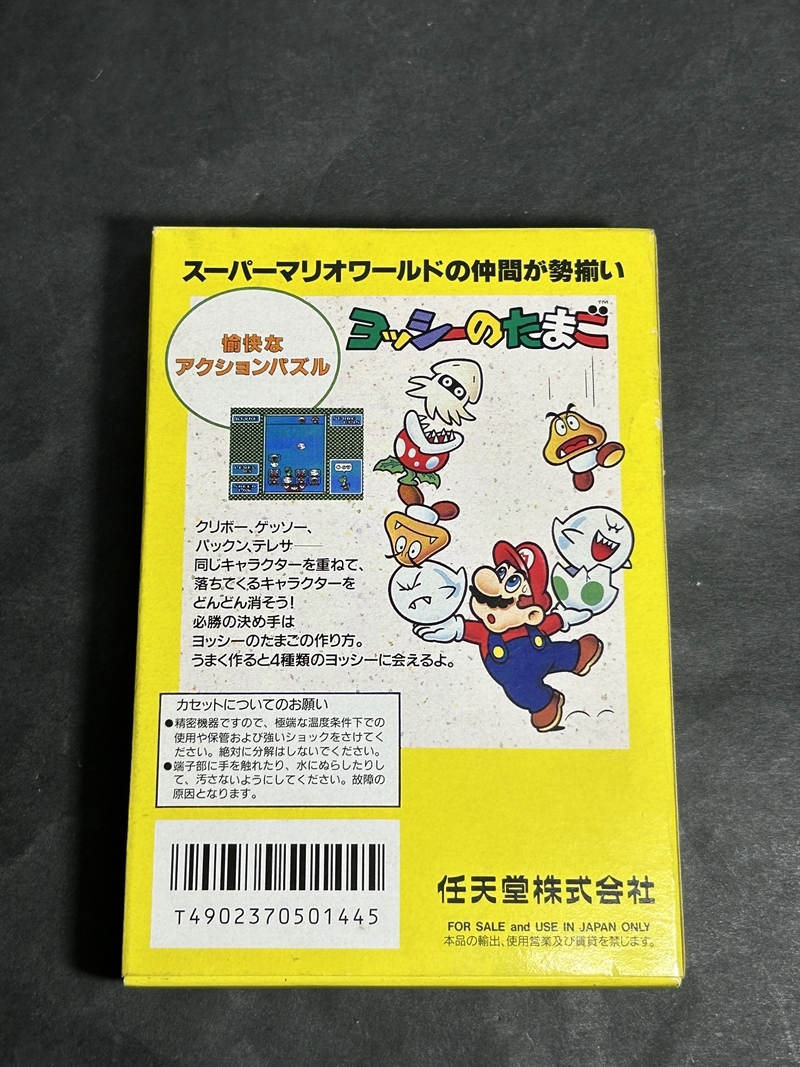 スーパーマリオワールドの仲間が勢揃い
愉快な
アクションパズル
ヨッシーのたまご
TM
クリボー、ゲッソー、
パックン、テレサ——
同じキャラクターを重ねて、
落ちてくるキャラクターを
どんどん消そう!
必勝の決め手は
ヨッシーのたまごの作り方。
うまく作ると4種類のヨッシーに会えるよ。
カセットについてのお願い
●精密機器ですので、極端な温度条件下での
使用や保管および強いショックをさけてく
ださい。絶対に分解はしないでください。
●端子部に手を触れたり、水にぬらしたりし
て、汚さないようにしてください。故障の
原因となります。
T4902370501445
任天堂株式会社
FOR SALE and USE IN JAPAN ONLY
本品の輸出、使用営業及び賃貸を禁じます。